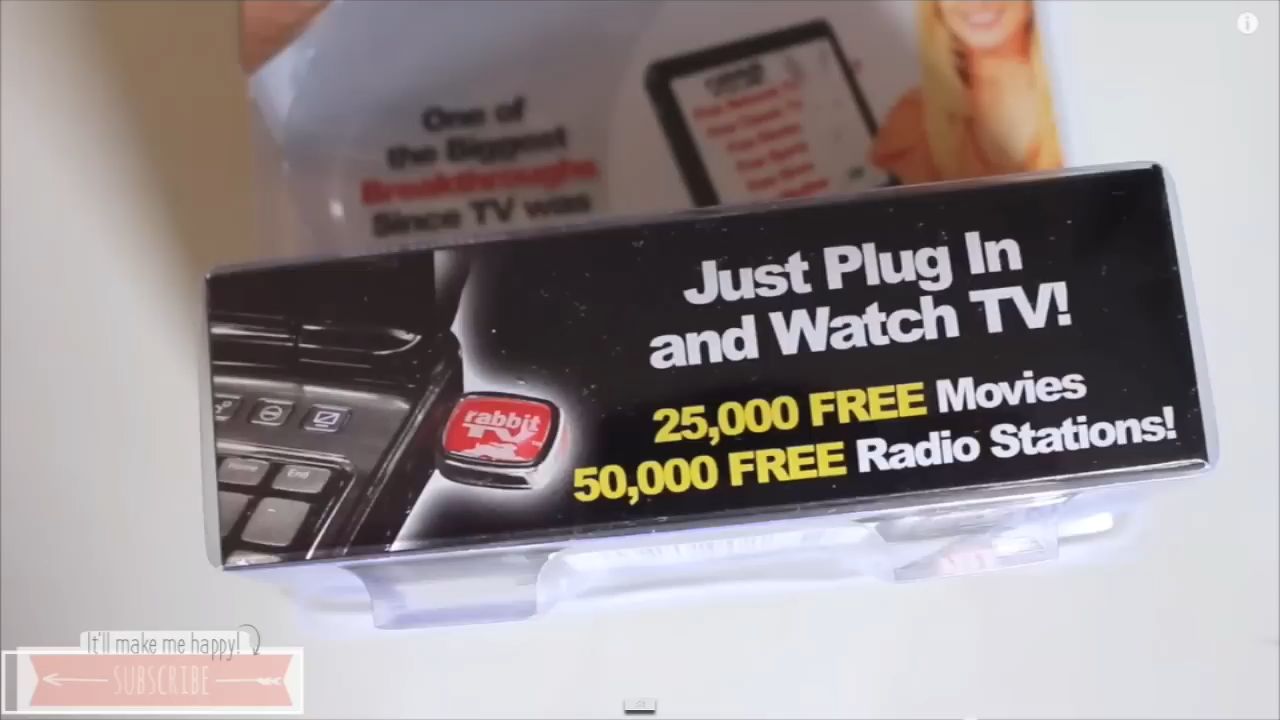 One of
the Biggest
Breakthroughs
Since TV was
Just Plug In
and Watch TV!
25,000 FREE Movies
50,000 FREE Radio Stations!
rabbit
TV
Home
End
It'll make me happy!
SUBSCRIBE